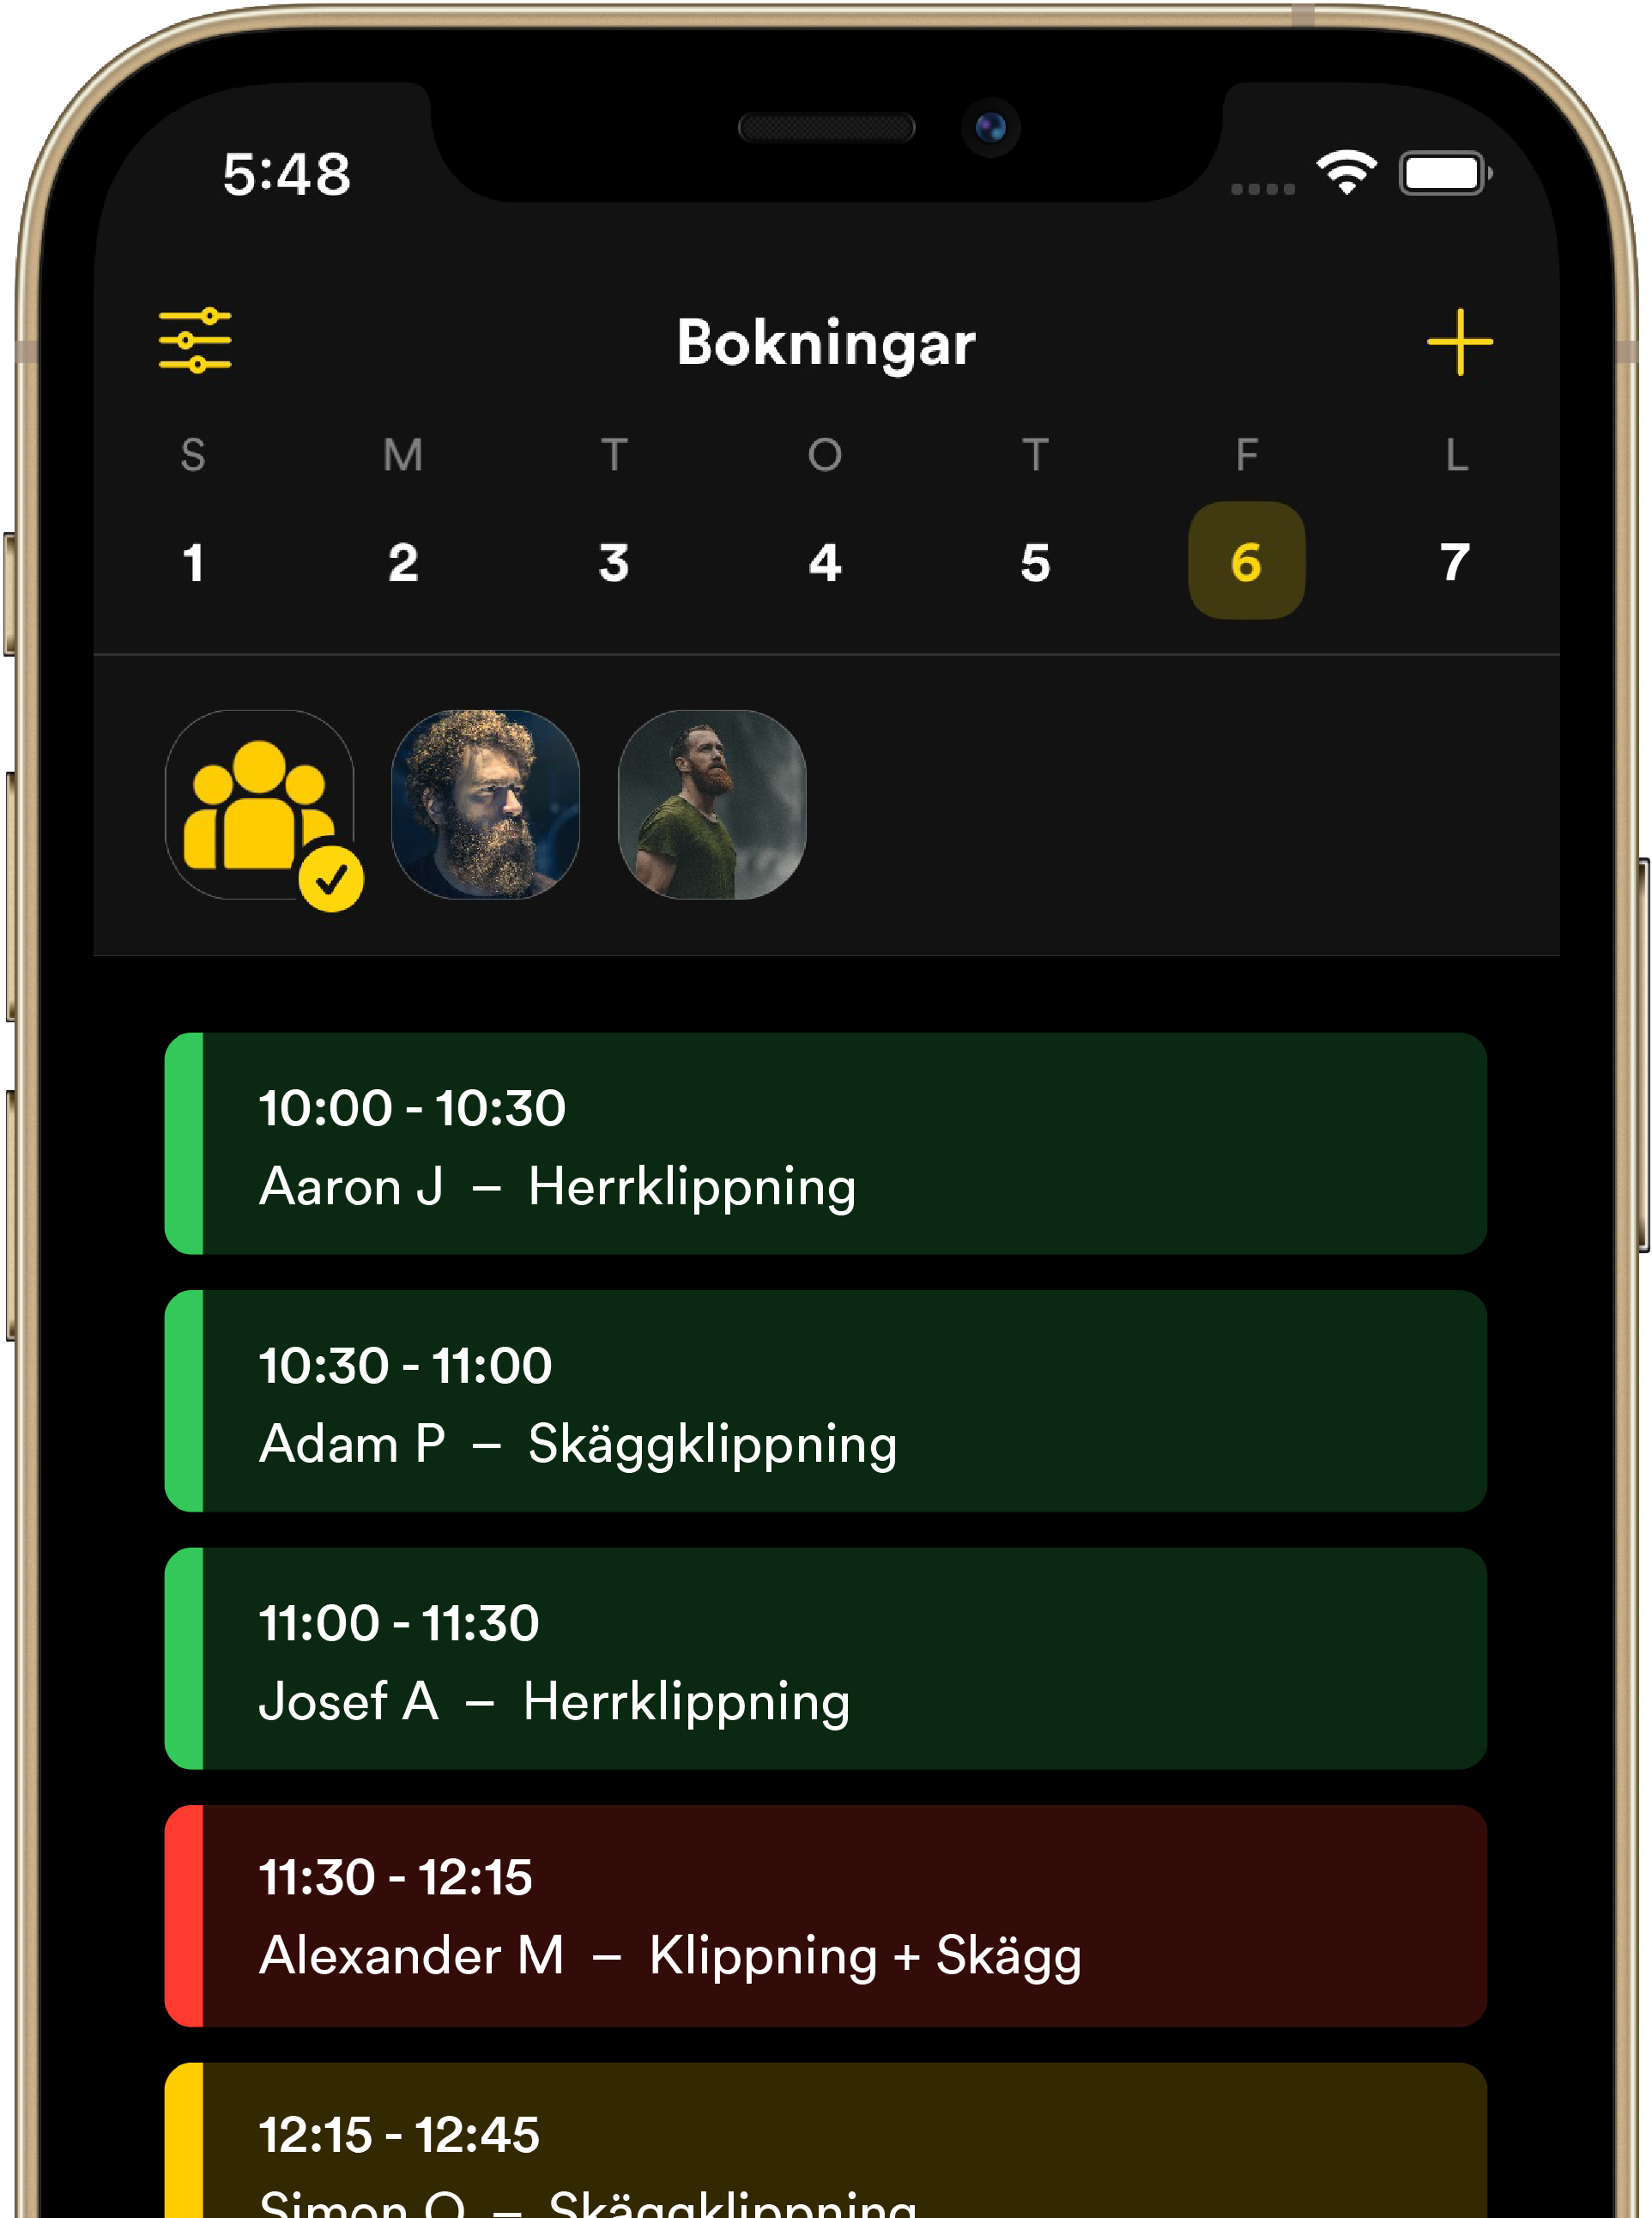 5:48
Bokningar
S M T O T F L
1 2 3 4 5 6 7
10:00 - 10:30
Aaron J – Herrklippning
10:30 - 11:00
Adam P – Skäggklippning
11:00 - 11:30
Josef A – Herrklippning
11:30 - 12:15
Alexander M – Klippning + Skägg
12:15 - 12:45
Simon O – Skäggklippning